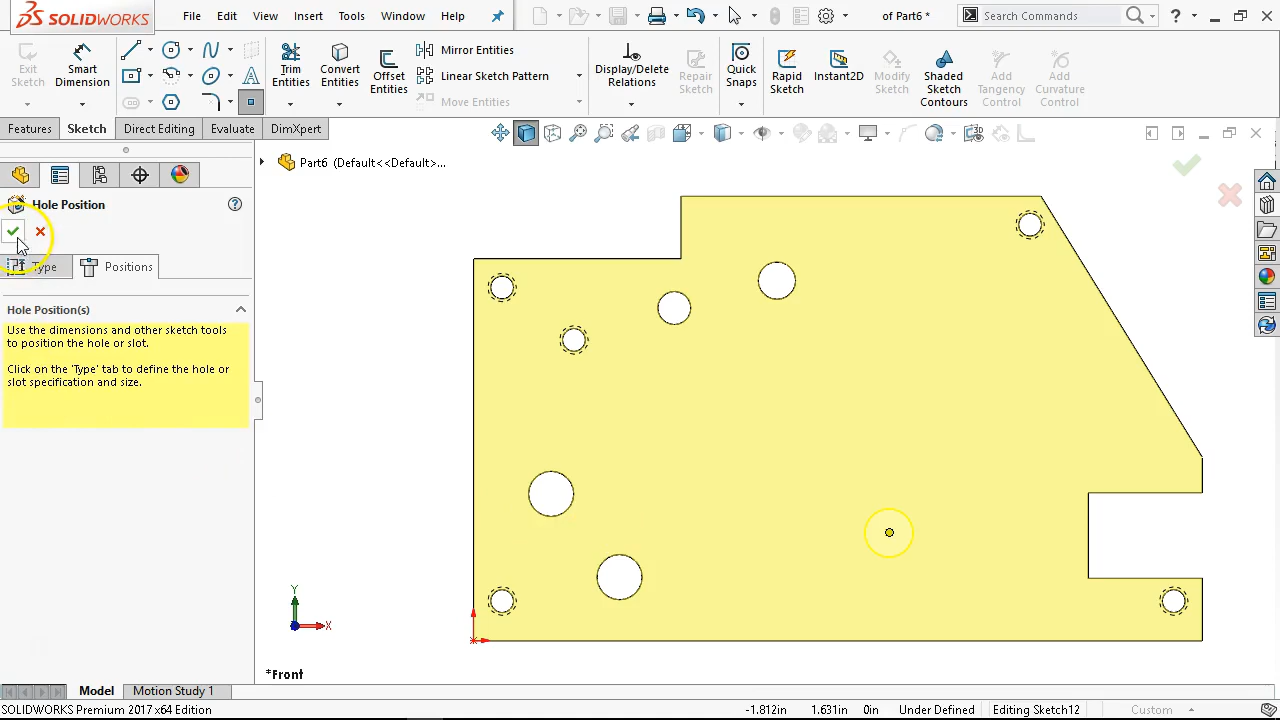 SOLIDWORKS File Edit View Insert Tools Window Help of Part6 * Search Commands ?
Exit Sketch
Smart Dimension
Trim Entities
Convert Entities
Offset Entities
Mirror Entities
Linear Sketch Pattern
Move Entities
Display/Delete Relations
Repair Sketch
Quick Snaps
Rapid Sketch
Instant2D
Modify Sketch
Shaded Sketch Contours
Add Tangency Control
Add Curvature Control
Features Sketch Direct Editing Evaluate DimXpert
Part6 (Default<<Default>...
Hole Position ?
Type Positions
Hole Position(s)
Use the dimensions and other sketch tools
to position the hole or slot.
Click on the 'Type' tab to define the hole or
slot specification and size.
Y
X
*Front
Model Motion Study 1
SOLIDWORKS Premium 2017 x64 Edition -1.812in 1.631in 0in Under Defined Editing Sketch12 Custom